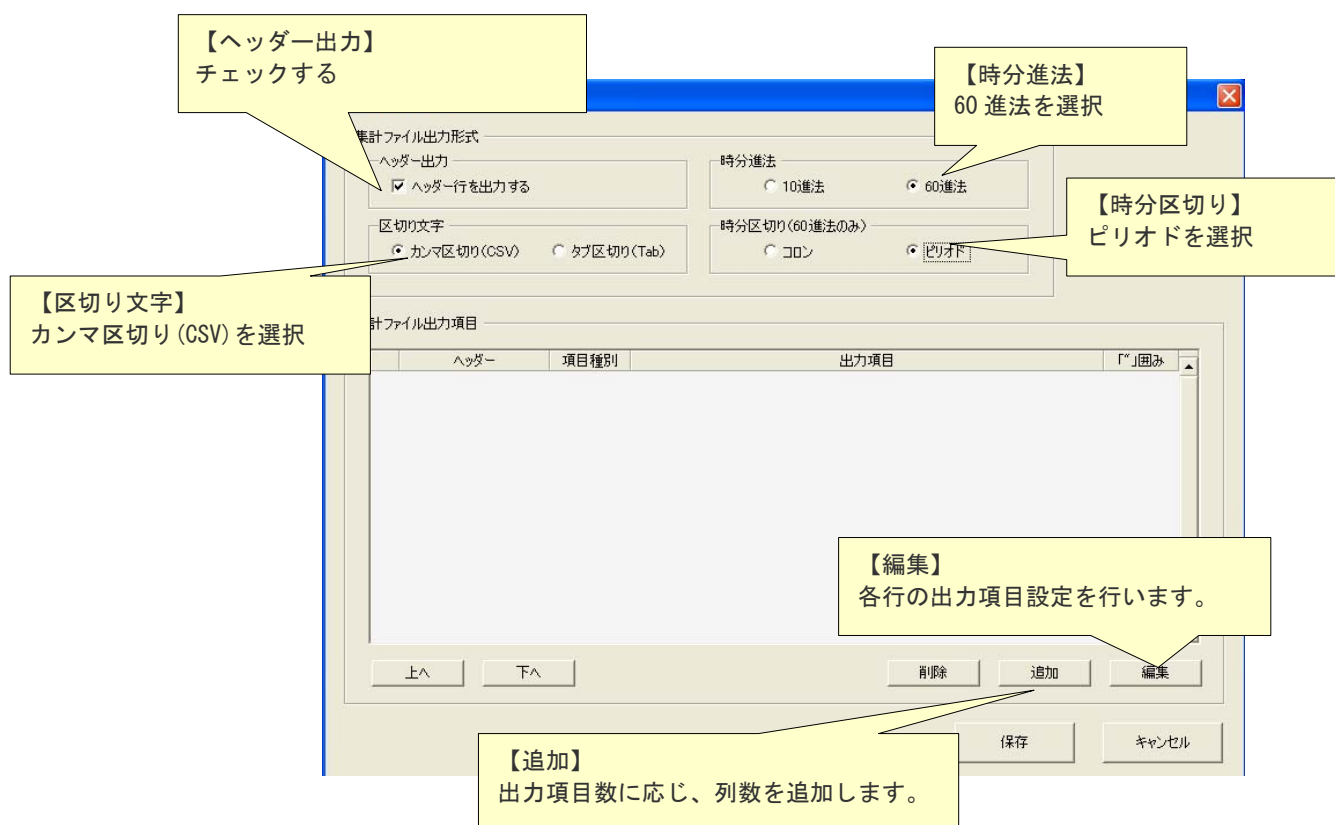 【ヘッダー出力】
チェックする
【時分進法】
60 進法を選択
集計ファイル出力形式
ヘッダー出力
ヘッダー行を出力する
時分進法
10進法
60進法
【時分区切り】
ピリオドを選択
区切り文字
カンマ区切り(CSV)
タブ区切り(Tab)
時分区切り(60進法のみ)
コロン
ピリオド
【区切り文字】
カンマ区切り(CSV)を選択
計ファイル出力項目
ヘッダー
項目種別
出力項目
「"」囲み
【編集】
各行の出力項目設定を行います。
上へ
下へ
削除
追加
編集
【追加】
出力項目数に応じ、列数を追加します。
保存
キャンセル